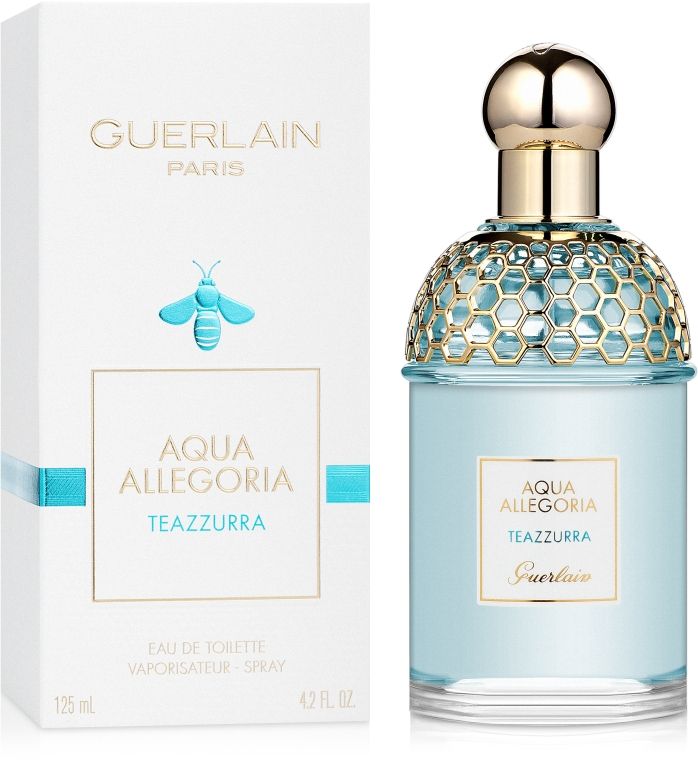 GUERLAIN
PARIS
AQUA
ALLEGORIA
TEAZZURRA
EAU DE TOILETTE
VAPORISATEUR - SPRAY
125 mL 4.2 FL. OZ.
AQUA
ALLEGORIA
TEAZZURRA
Guerlain